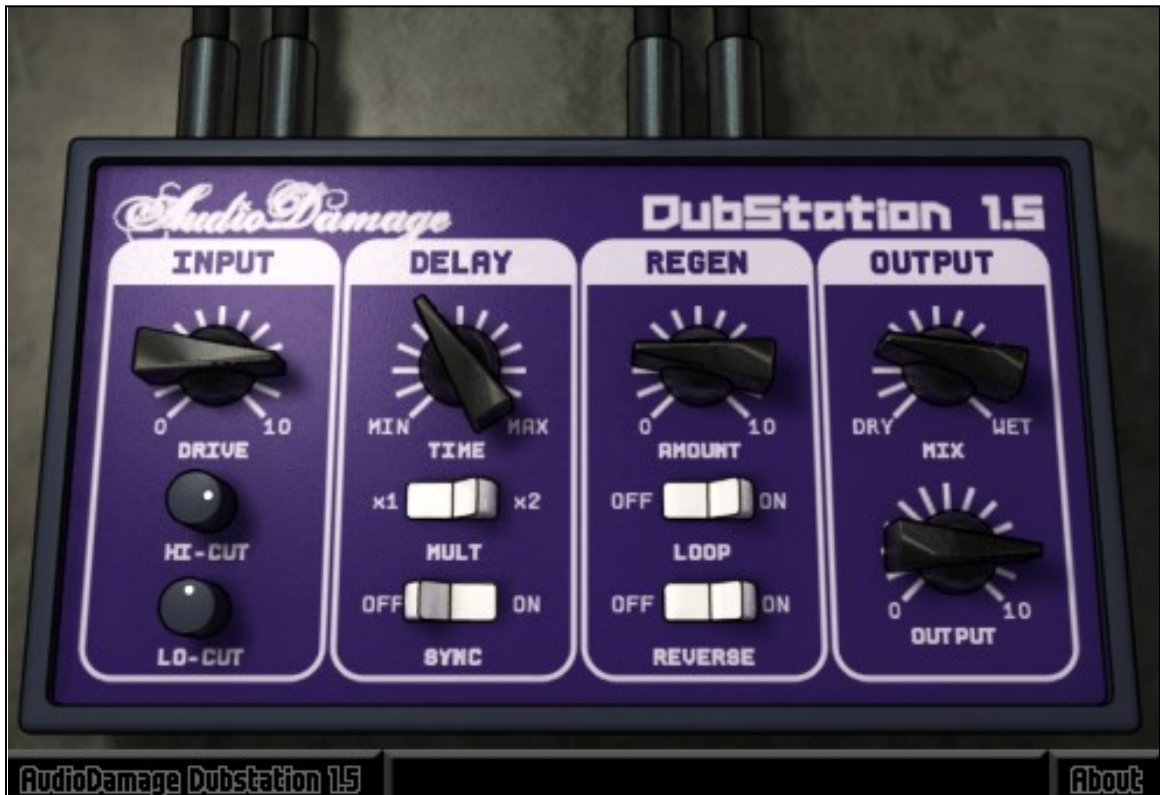 AudioDamage
DubStation 1.5
INPUT
DELAY
REGEN
OUTPUT
0 10
DRIVE
HI-CUT
LO-CUT
MIN MAX
TIME
x1 x2
MULT
OFF ON
SYNC
0 10
AMOUNT
OFF ON
LOOP
OFF ON
REVERSE
DRY WET
MIX
0 10
OUTPUT
AudioDamage Dubstation 1.5
About